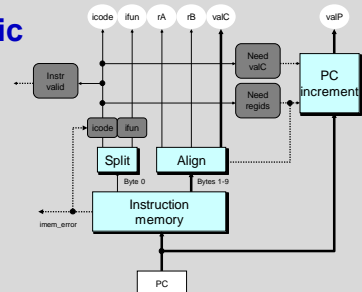 ic
icode ifun rA rB valC valP
Instr valid
Need valC
Need regids
PC increment
icode ifun
Split
Align
Byte 0
Bytes 1-9
Instruction memory
imem_error
PC